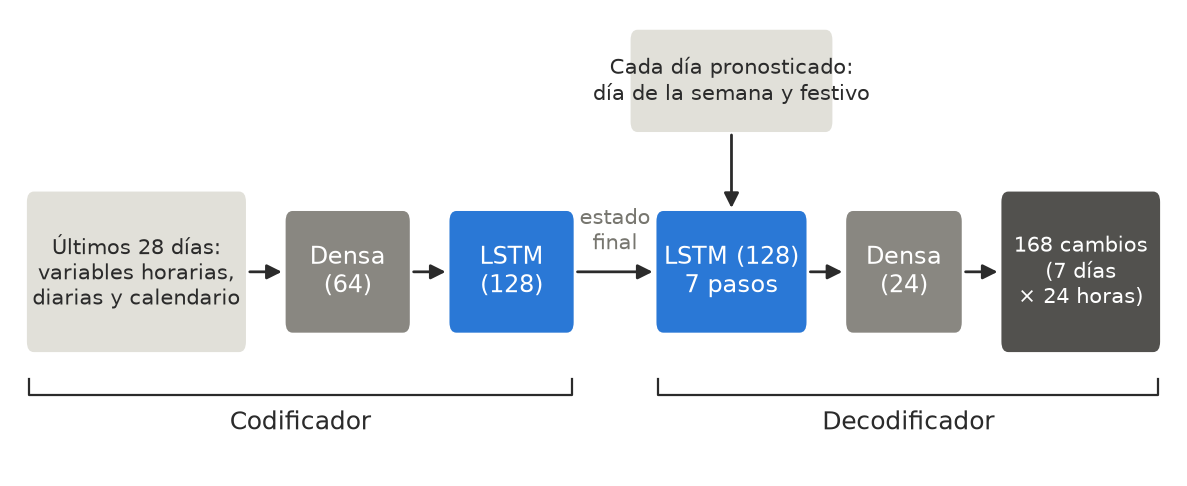 Cada día pronosticado:
día de la semana y festivo
Últimos 28 días:
variables horarias,
diarias y calendario
Densa
(64)
LSTM
(128)
estado
final
LSTM (128)
7 pasos
Densa
(24)
168 cambios
(7 días
× 24 horas)
Codificador
Decodificador